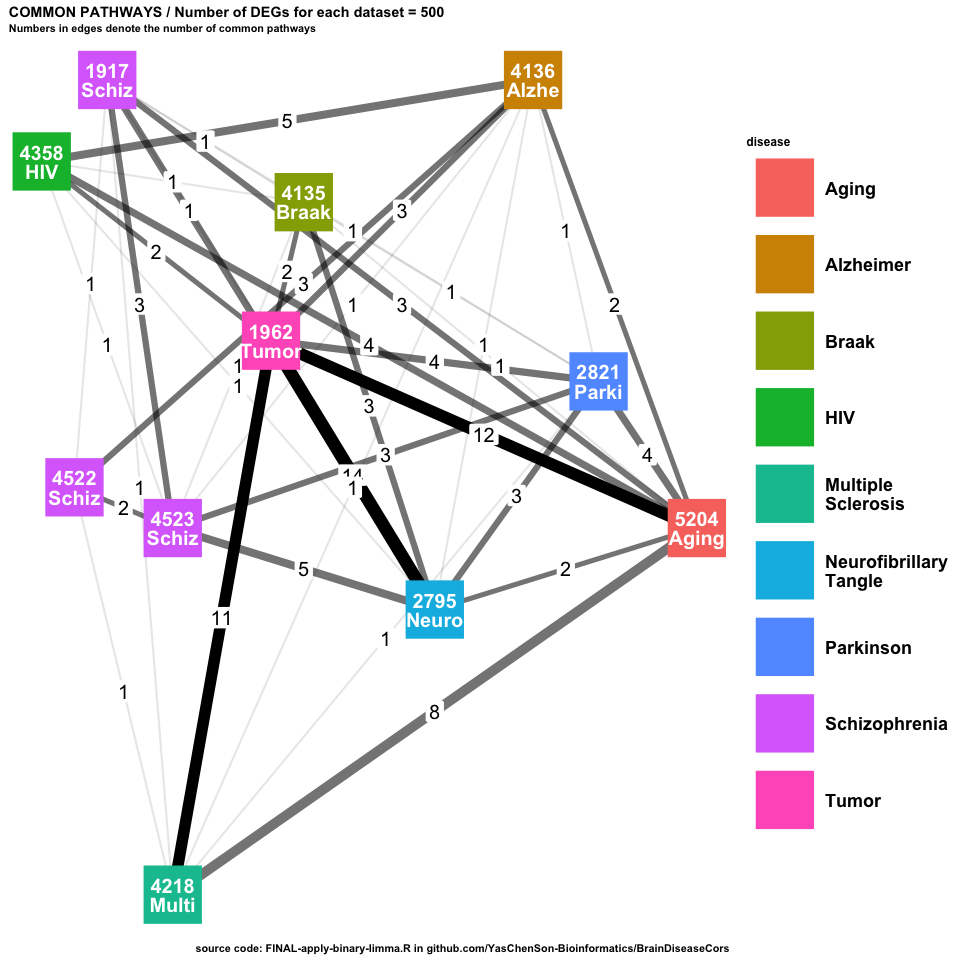 COMMON PATHWAYS / Number of DEGs for each dataset = 500
Numbers in edges denote the number of common pathways
1917
Schiz
4136
Alzhe
5
1
4358
HIV
1
4135
Braak
1
3
1
2
2
3
1
1
3
1
3
2
1962
Tumor
1
4
4
1
1
1
1
2821
Parki
3
12
3
4
14
1
1
4522
Schiz
2
4523
Schiz
3
5204
Aging
5
2
2795
Neuro
11
1
1
8
4218
Multi
disease
Aging
Alzheimer
Braak
HIV
Multiple
Sclerosis
Neurofibrillary
Tangle
Parkinson
Schizophrenia
Tumor
source code: FINAL-apply-binary-limma.R in github.com/YasChenSon-Bioinformatics/BrainDiseaseCors